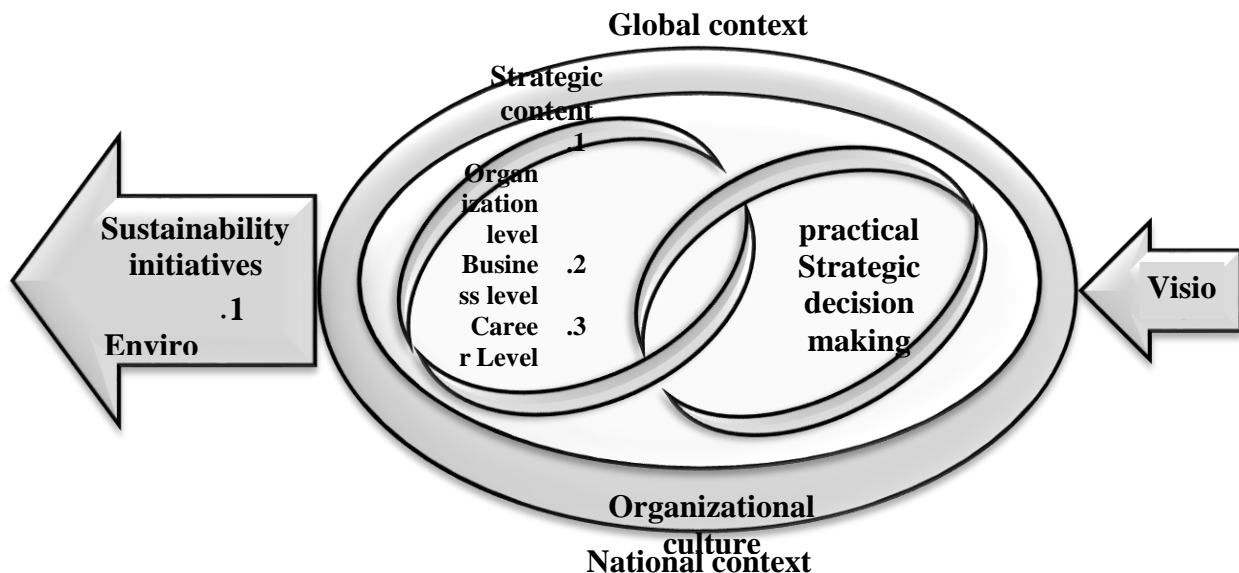 Global context
Strategic
content
.1
Organ
ization
level
Busine .2
ss level
Caree .3
r Level
practical
Strategic
decision
making
Sustainability
initiatives
.1
Enviro
Visio
Organizational
culture
National context